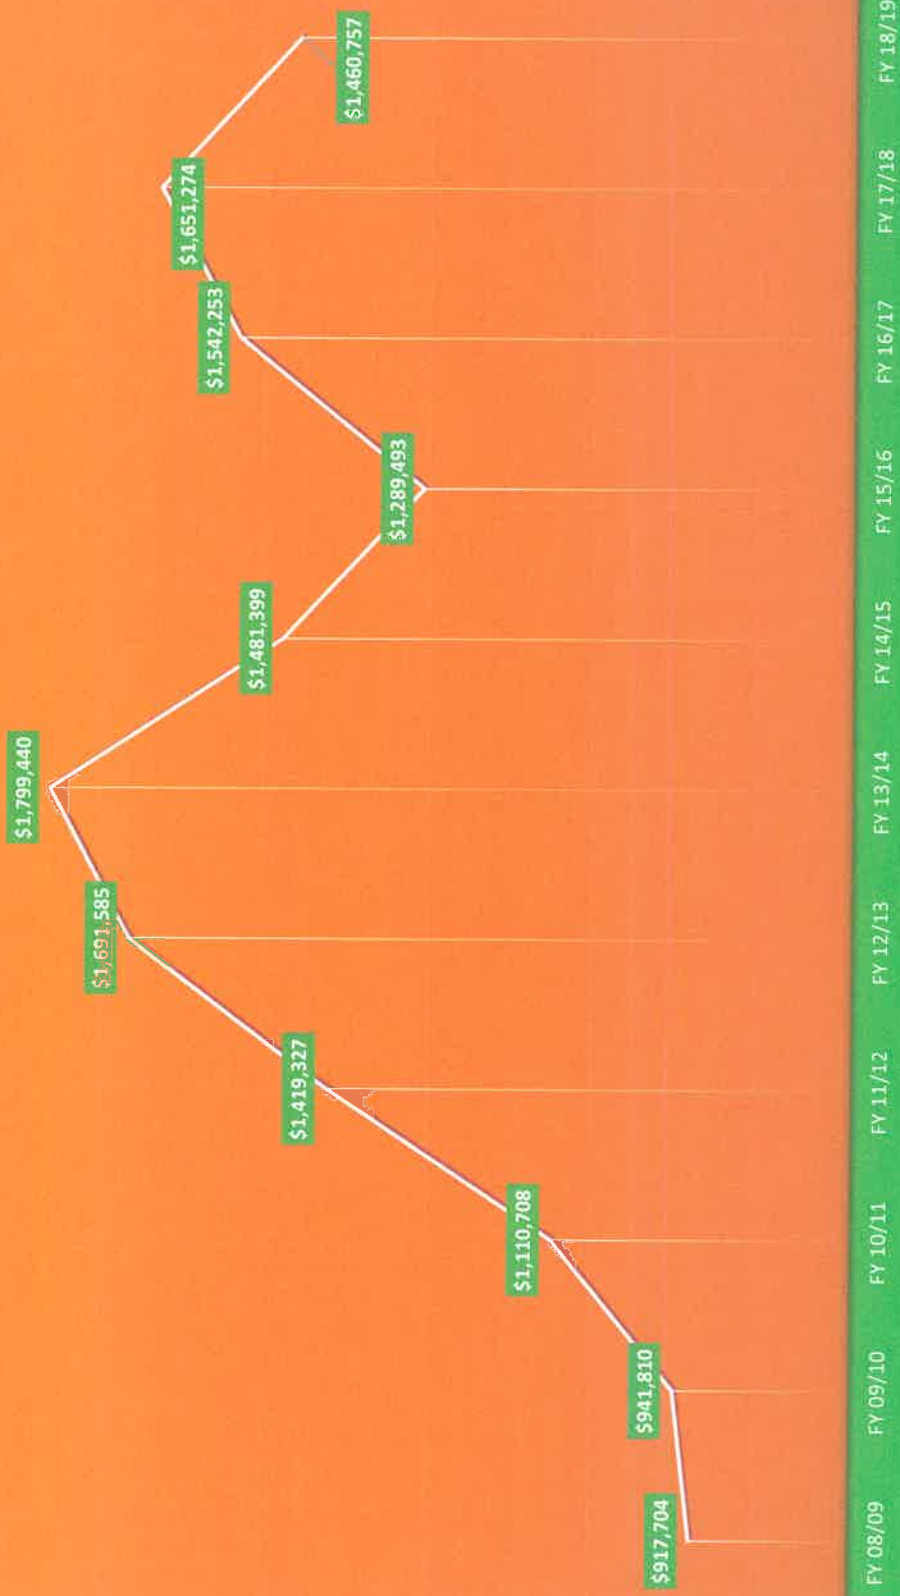 $917,704
$941,810
$1,110,708
$1,419,327
$1,691,585
$1,799,440
$1,481,399
$1,289,493
$1,542,253
$1,651,274
$1,460,757
FY 08/09
FY 09/10
FY 10/11
FY 11/12
FY 12/13
FY 13/14
FY 14/15
FY 15/16
FY 16/17
FY 17/18
FY 18/19